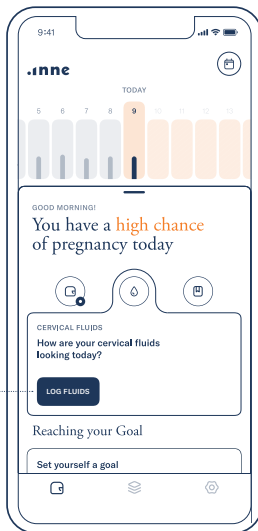 9:41
.inne
TODAY
5 6 7 8 9 10 11 12 13
GOOD MORNING!
You have a high chance
of pregnancy today
CERVICAL FLUIDS
How are your cervical fluids
looking today?
LOG FLUIDS
Reaching your Goal
Set yourself a goal